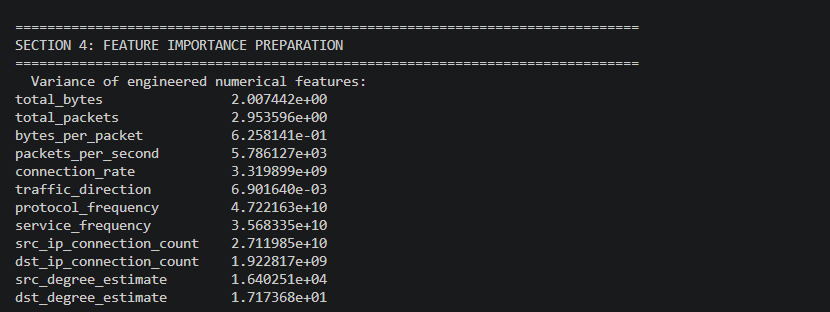 ==============================================================================
SECTION 4: FEATURE IMPORTANCE PREPARATION
==============================================================================
  Variance of engineered numerical features:
total_bytes                2.007442e+00
total_packets              2.953596e+00
bytes_per_packet           6.258141e-01
packets_per_second         5.786127e+03
connection_rate            3.319899e+09
traffic_direction          6.901640e-03
protocol_frequency         4.722163e+10
service_frequency          3.568335e+10
src_ip_connection_count    2.711985e+10
dst_ip_connection_count    1.922817e+09
src_degree_estimate        1.640251e+04
dst_degree_estimate        1.717368e+01